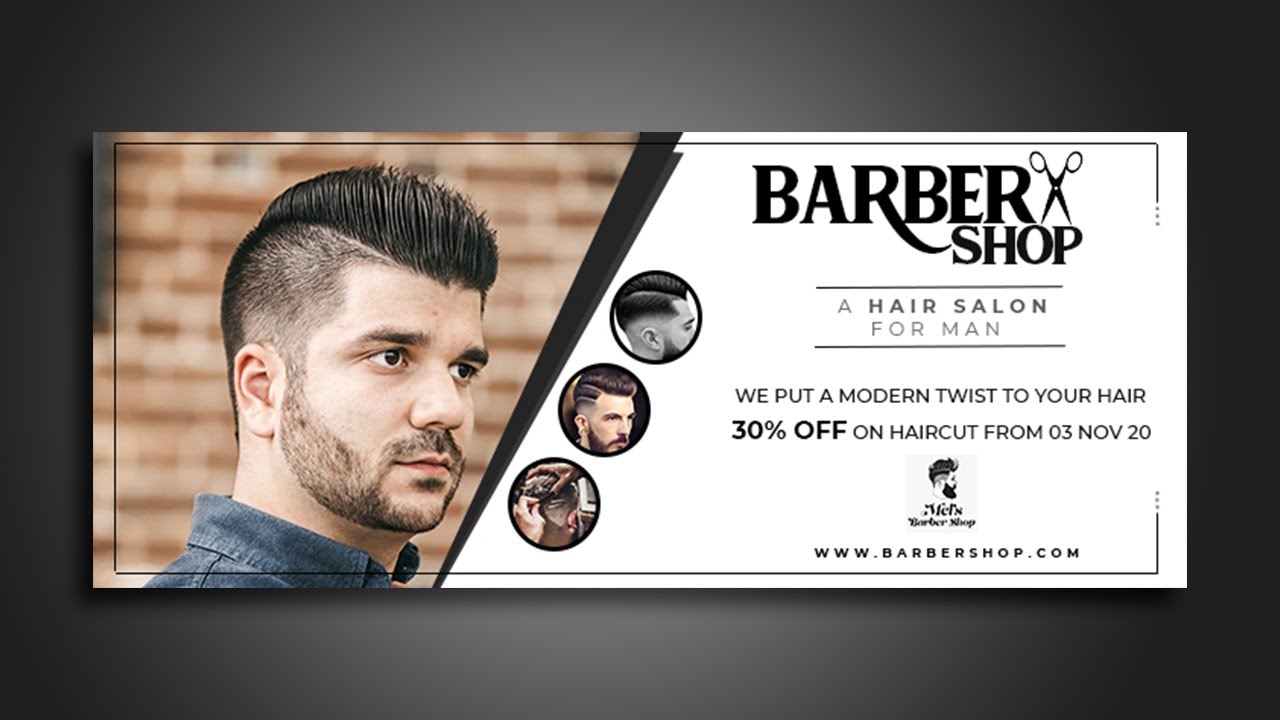 BARBER
SHOP
A HAIR SALON
FOR MAN
WE PUT A MODERN TWIST TO YOUR HAIR
30% OFF ON HAIRCUT FROM 03 NOV 20
Mel's
Barber Shop
WWW.BARBERSHOP.COM